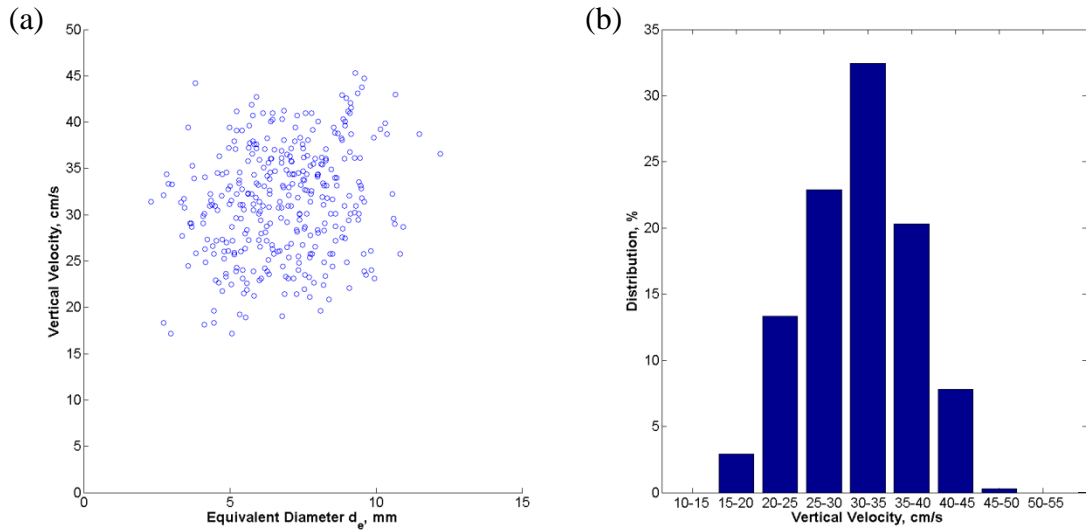 (a)
50
45
40
35
30
25
20
15
10
5
0
Vertical Velocity, cm/s
0 5 10 15
Equivalent Diameter de, mm
(b)
35
30
25
20
15
10
5
0
Distribution, %
10-15 15-20 20-25 25-30 30-35 35-40 40-45 45-50 50-55
Vertical Velocity, cm/s